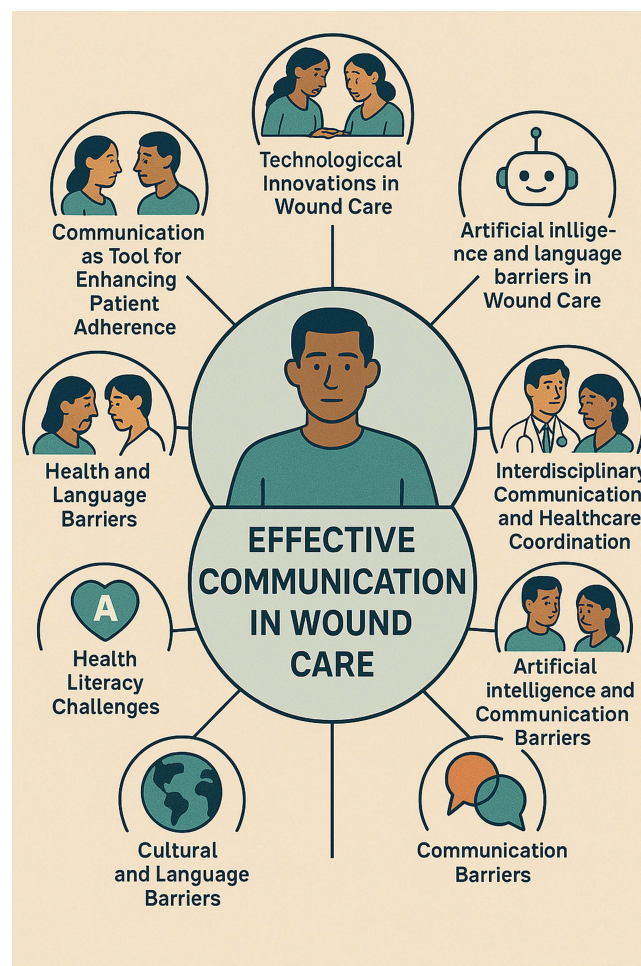 Technologiccal
Innovations in
Wound Care
Communication
as Tool for
Enhancing
Patient
Adherence
Artificial inllige-
nce and language
barriers in
Wound Care
Health and
Language
Barriers
Interdisciplinary
Communication
and Healthcare
Coordination
EFFECTIVE
COMMUNICATION
IN WOUND
CARE
A
Health
Literacy
Challenges
Artificial
intelligence and
Communication
Barriers
Cultural
and Language
Barriers
Communication
Barriers